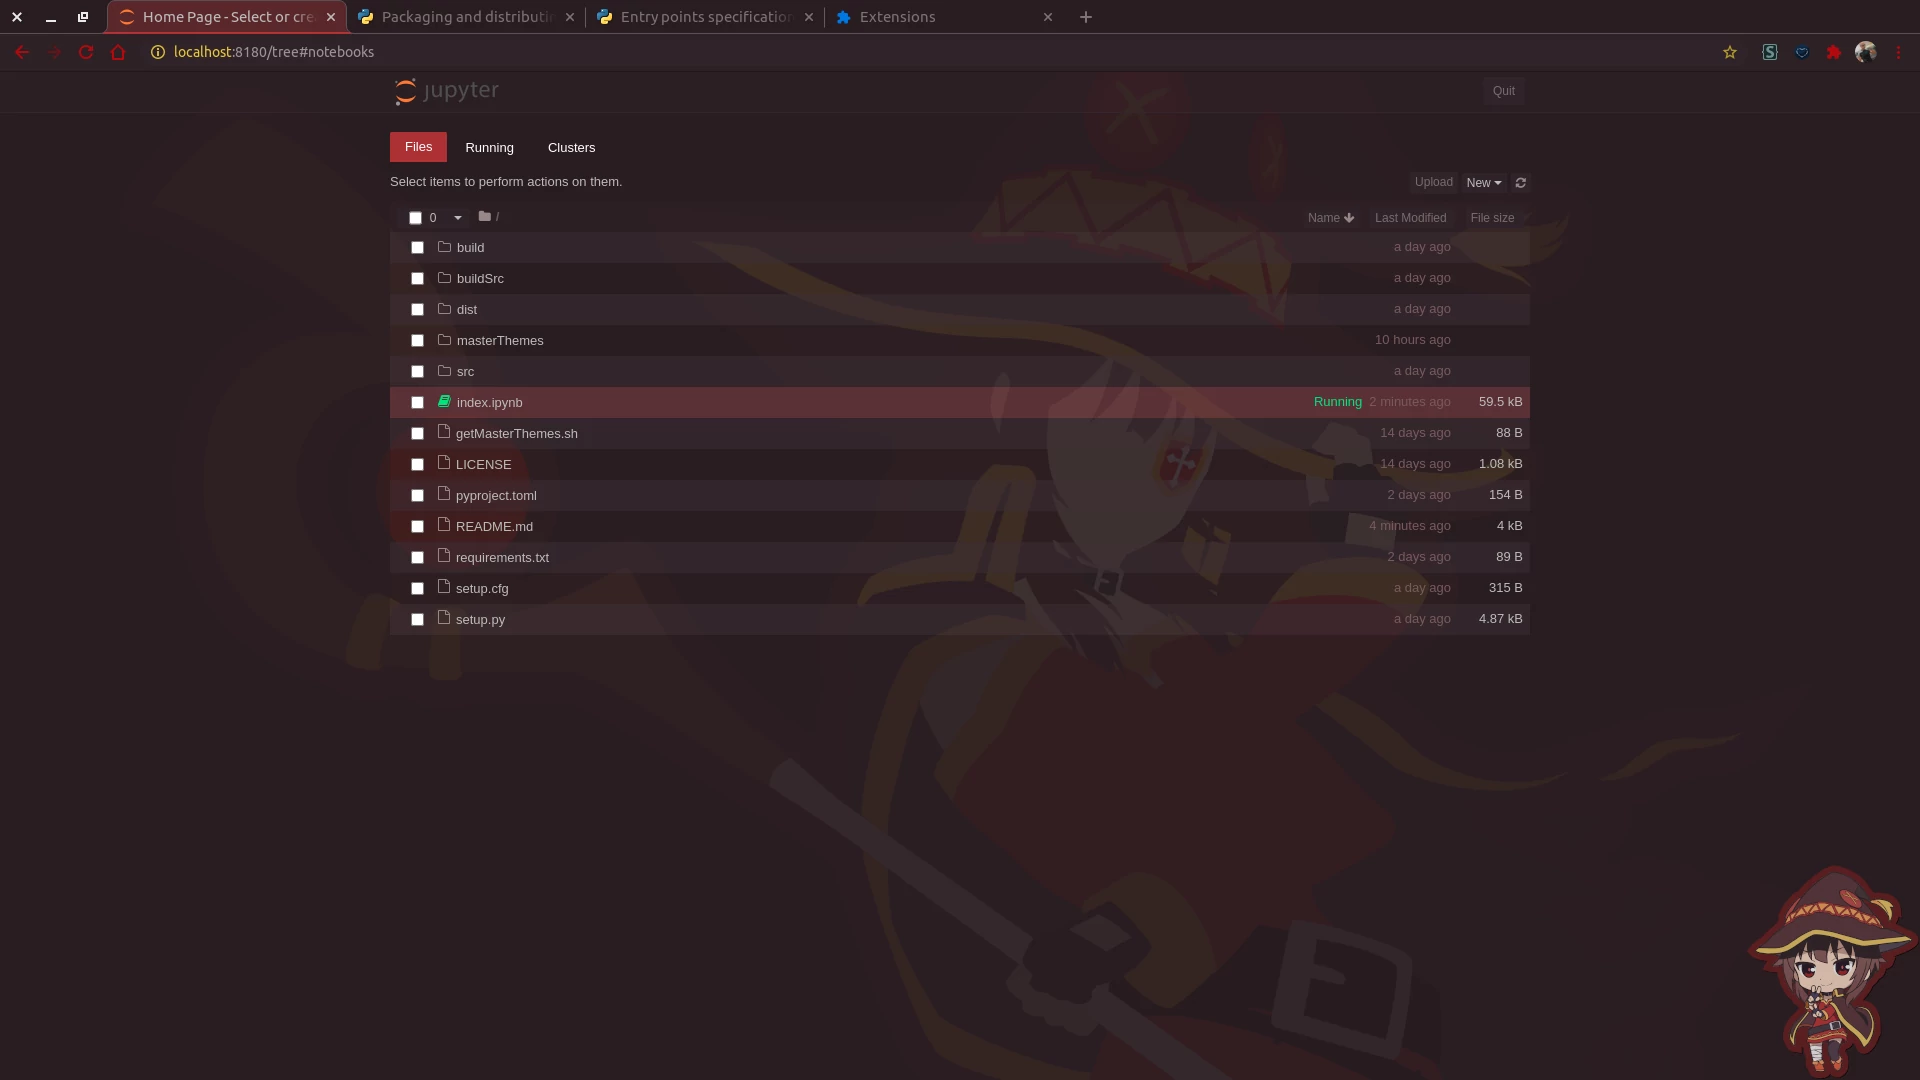 Home Page - Select or cre
Packaging and distributin
Entry points specification
Extensions
localhost:8180/tree#notebooks
jupyter
Quit
Files
Running
Clusters
Select items to perform actions on them.
Upload
New
0
/
Name
Last Modified
File size
build
a day ago
buildSrc
a day ago
dist
a day ago
masterThemes
10 hours ago
src
a day ago
index.ipynb
Running
2 minutes ago
59.5 kB
getMasterThemes.sh
14 days ago
88 B
LICENSE
14 days ago
1.08 kB
pyproject.toml
2 days ago
154 B
README.md
4 minutes ago
4 kB
requirements.txt
2 days ago
89 B
setup.cfg
a day ago
315 B
setup.py
a day ago
4.87 kB